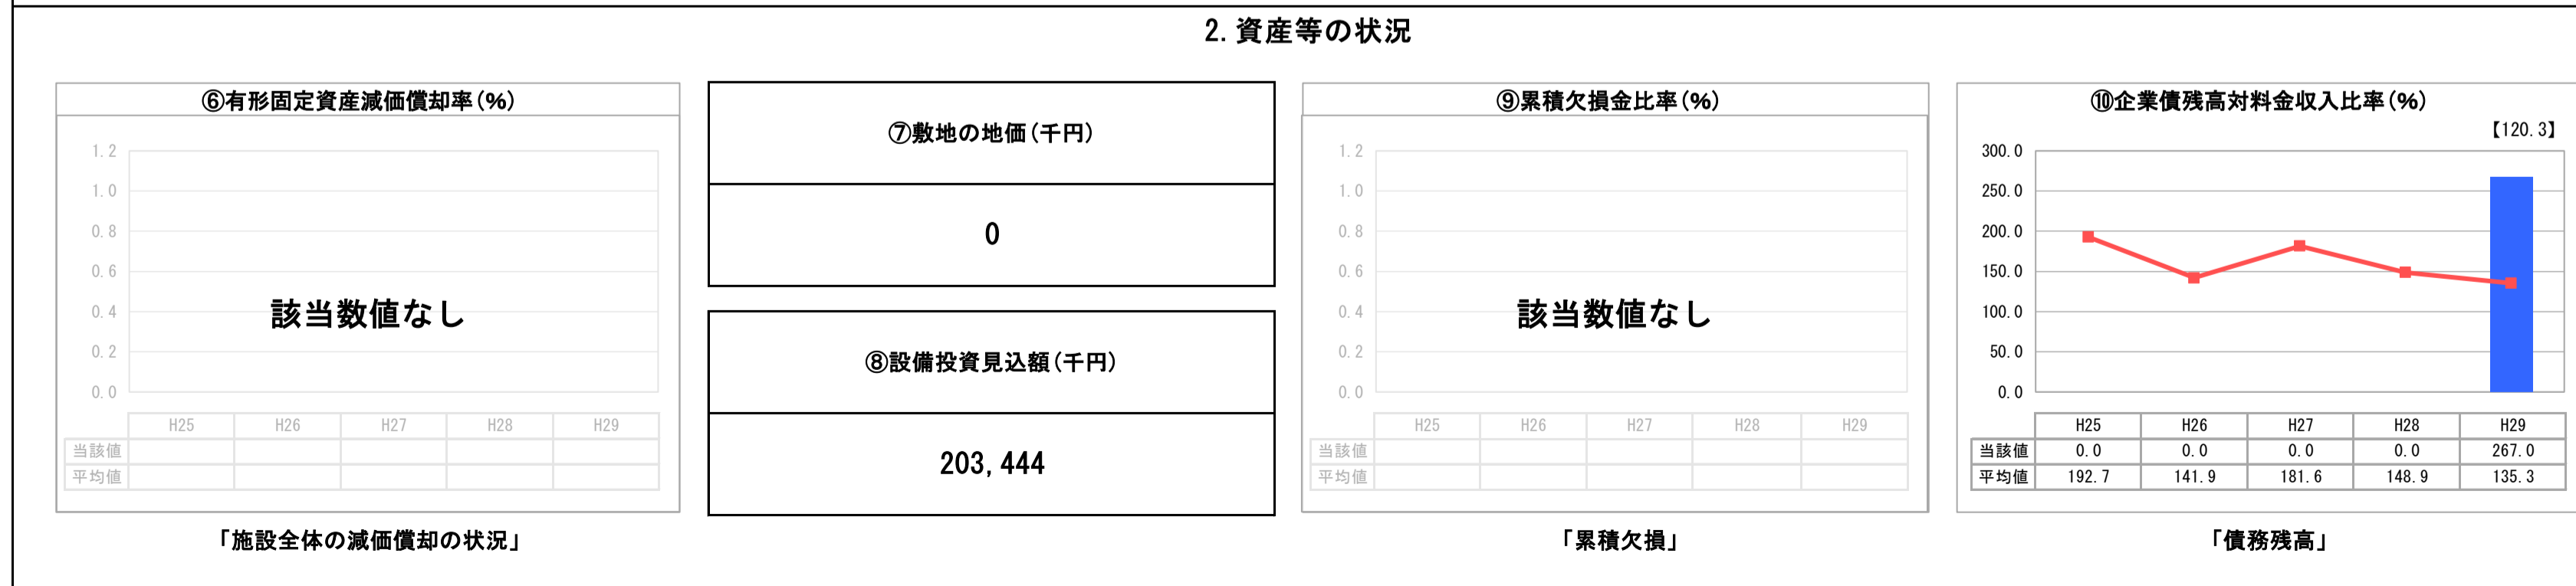 2.資産等の状況
⑥有形固定資産減価償却率(%)
1.2
1.0
0.8
0.6
0.4
0.2
0.0
該当数値なし
H25 H26 H27 H28 H29
当該値
平均値
「施設全体の減価償却の状況」
⑦敷地の地価(千円)
0
⑧設備投資見込額(千円)
203,444
⑨累積欠損金比率(%)
1.2
1.0
0.8
0.6
0.4
0.2
0.0
該当数値なし
H25 H26 H27 H28 H29
当該値
平均値
「累積欠損」
⑩企業債残高対料金収入比率(%)
【120.3】
300.0
250.0
200.0
150.0
100.0
50.0
0.0
H25 H26 H27 H28 H29
当該値 0.0 0.0 0.0 0.0 267.0
平均値 192.7 141.9 181.6 148.9 135.3
「債務残高」